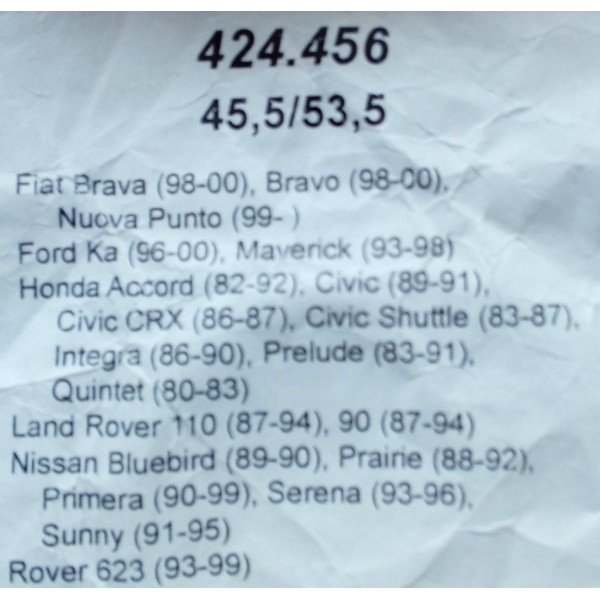 424.456
45,5/53,5
Fiat Brava (98-00), Bravo (98-00),
Nuova Punto (99- )
Ford Ka (96-00), Maverick (93-98)
Honda Accord (82-92), Civic (89-91),
Civic CRX (86-87), Civic Shuttle (83-87),
Integra (86-90), Prelude (83-91),
Quintet (80-83)
Land Rover 110 (87-94), 90 (87-94)
Nissan Bluebird (89-90), Prairie (88-92),
Primera (90-99), Serena (93-96),
Sunny (91-95)
Rover 623 (93-99)